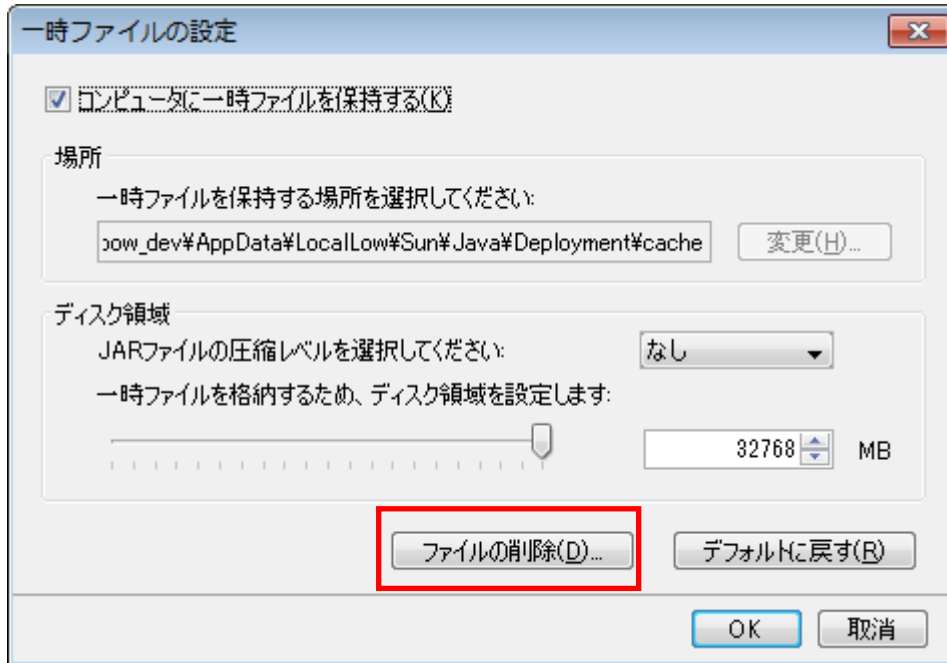 一時ファイルの設定
コンピュータに一時ファイルを保持する(K)
場所
一時ファイルを保持する場所を選択してください:
ow_dev¥AppData¥LocalLow¥Sun¥Java¥Deployment¥cache
変更(H)...
ディスク領域
JARファイルの圧縮レベルを選択してください:
なし
一時ファイルを格納するため、ディスク領域を設定します:
32768 MB
ファイルの削除(D)...
デフォルトに戻す(R)
OK
取消